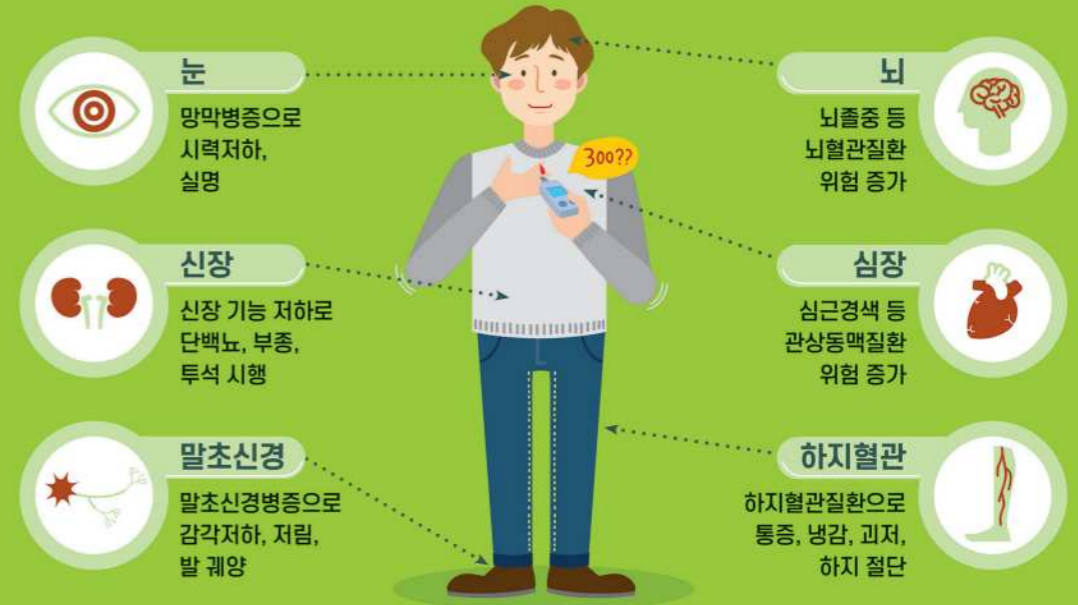 눈
망막병증으로
시력저하,
실명
신장
신장 기능 저하로
단백뇨, 부종,
투석 시행
말초신경
말초신경병증으로
감각저하, 저림,
발 궤양
300??
뇌
뇌졸중 등
뇌혈관질환
위험 증가
심장
심근경색 등
관상동맥질환
위험 증가
하지혈관
하지혈관질환으로
통증, 냉감, 괴저,
하지 절단